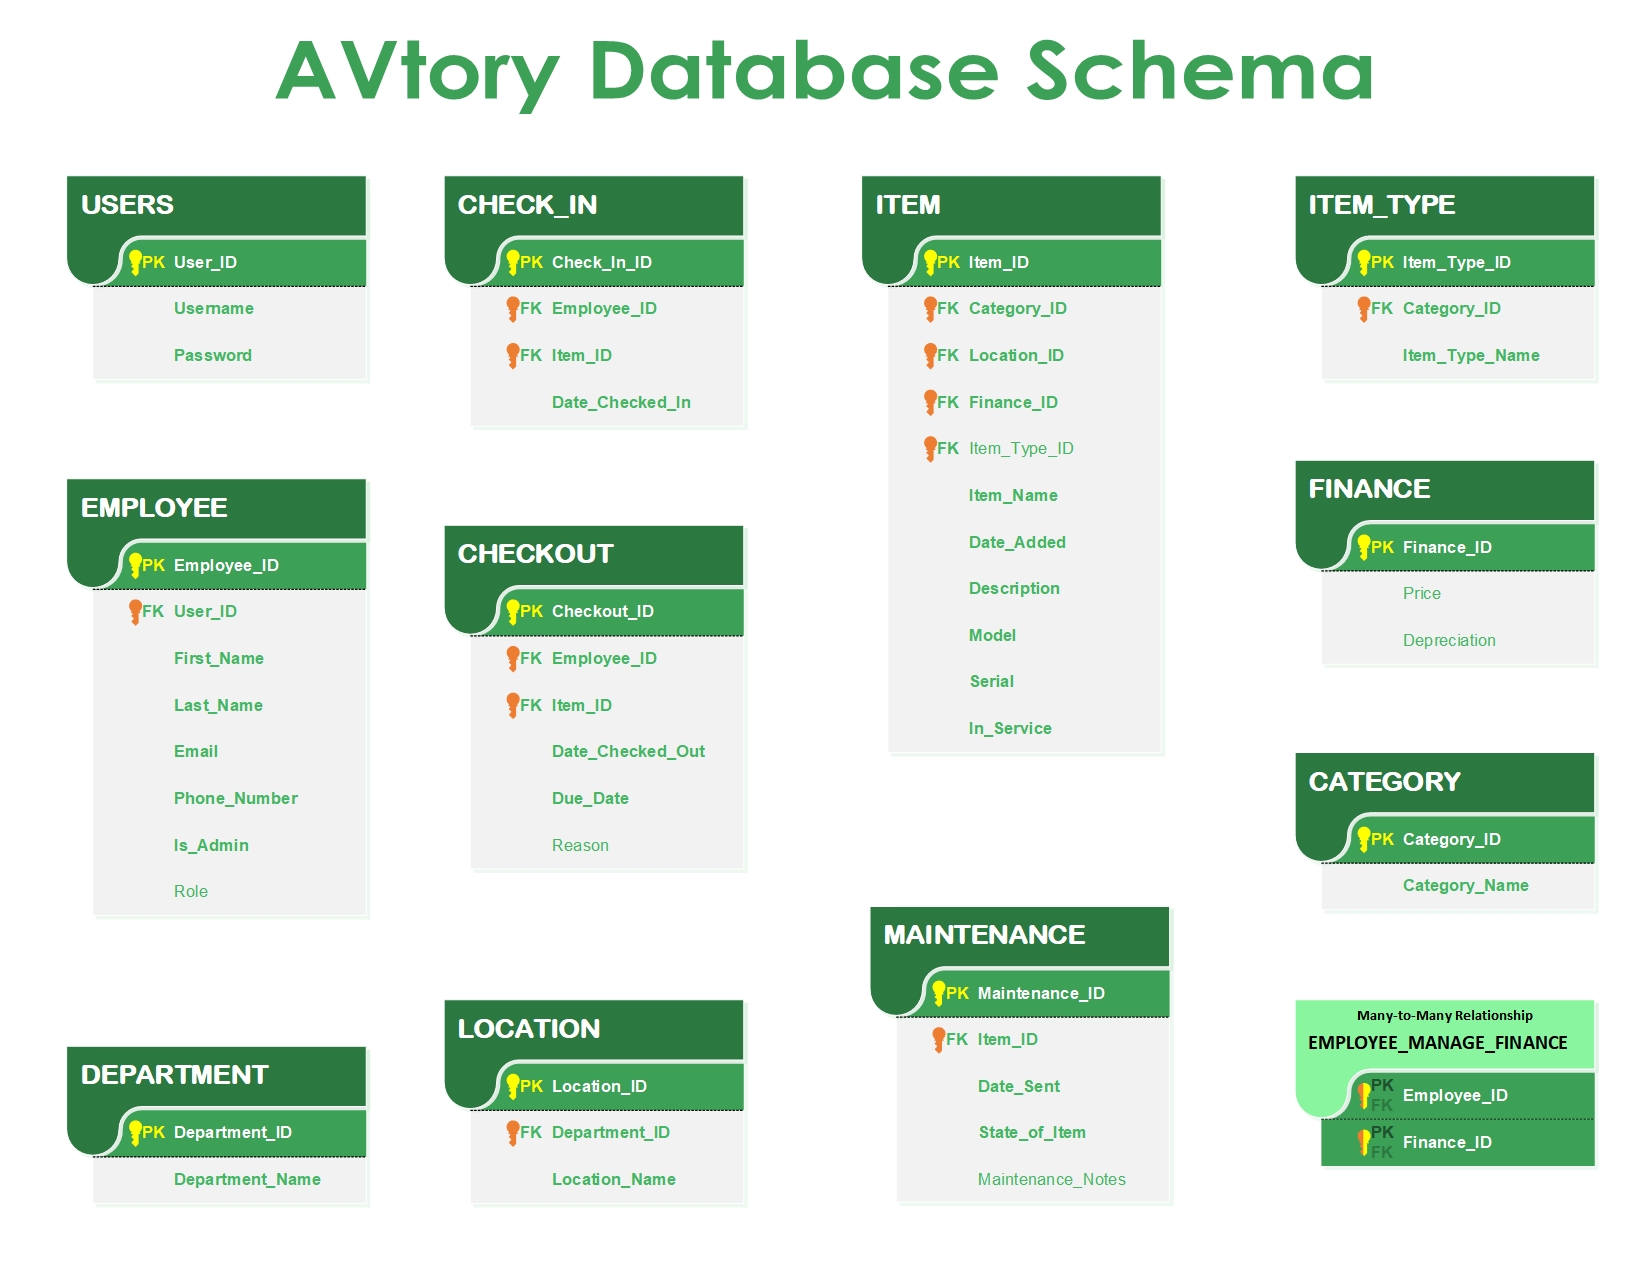 AVtory Database Schema
USERS
PK User_ID
Username
Password
EMPLOYEE
PK Employee_ID
FK User_ID
First_Name
Last_Name
Email
Phone_Number
Is_Admin
Role
DEPARTMENT
PK Department_ID
Department_Name
CHECK_IN
PK Check_In_ID
FK Employee_ID
FK Item_ID
Date_Checked_In
CHECKOUT
PK Checkout_ID
FK Employee_ID
FK Item_ID
Date_Checked_Out
Due_Date
Reason
LOCATION
PK Location_ID
FK Department_ID
Location_Name
ITEM
PK Item_ID
FK Category_ID
FK Location_ID
FK Finance_ID
FK Item_Type_ID
Item_Name
Date_Added
Description
Model
Serial
In_Service
MAINTENANCE
PK Maintenance_ID
FK Item_ID
Date_Sent
State_of_Item
Maintenance_Notes
ITEM_TYPE
PK Item_Type_ID
FK Category_ID
Item_Type_Name
FINANCE
PK Finance_ID
Price
Depreciation
CATEGORY
PK Category_ID
Category_Name
Many-to-Many Relationship
EMPLOYEE_MANAGE_FINANCE
PK
FK Employee_ID
PK
FK Finance_ID